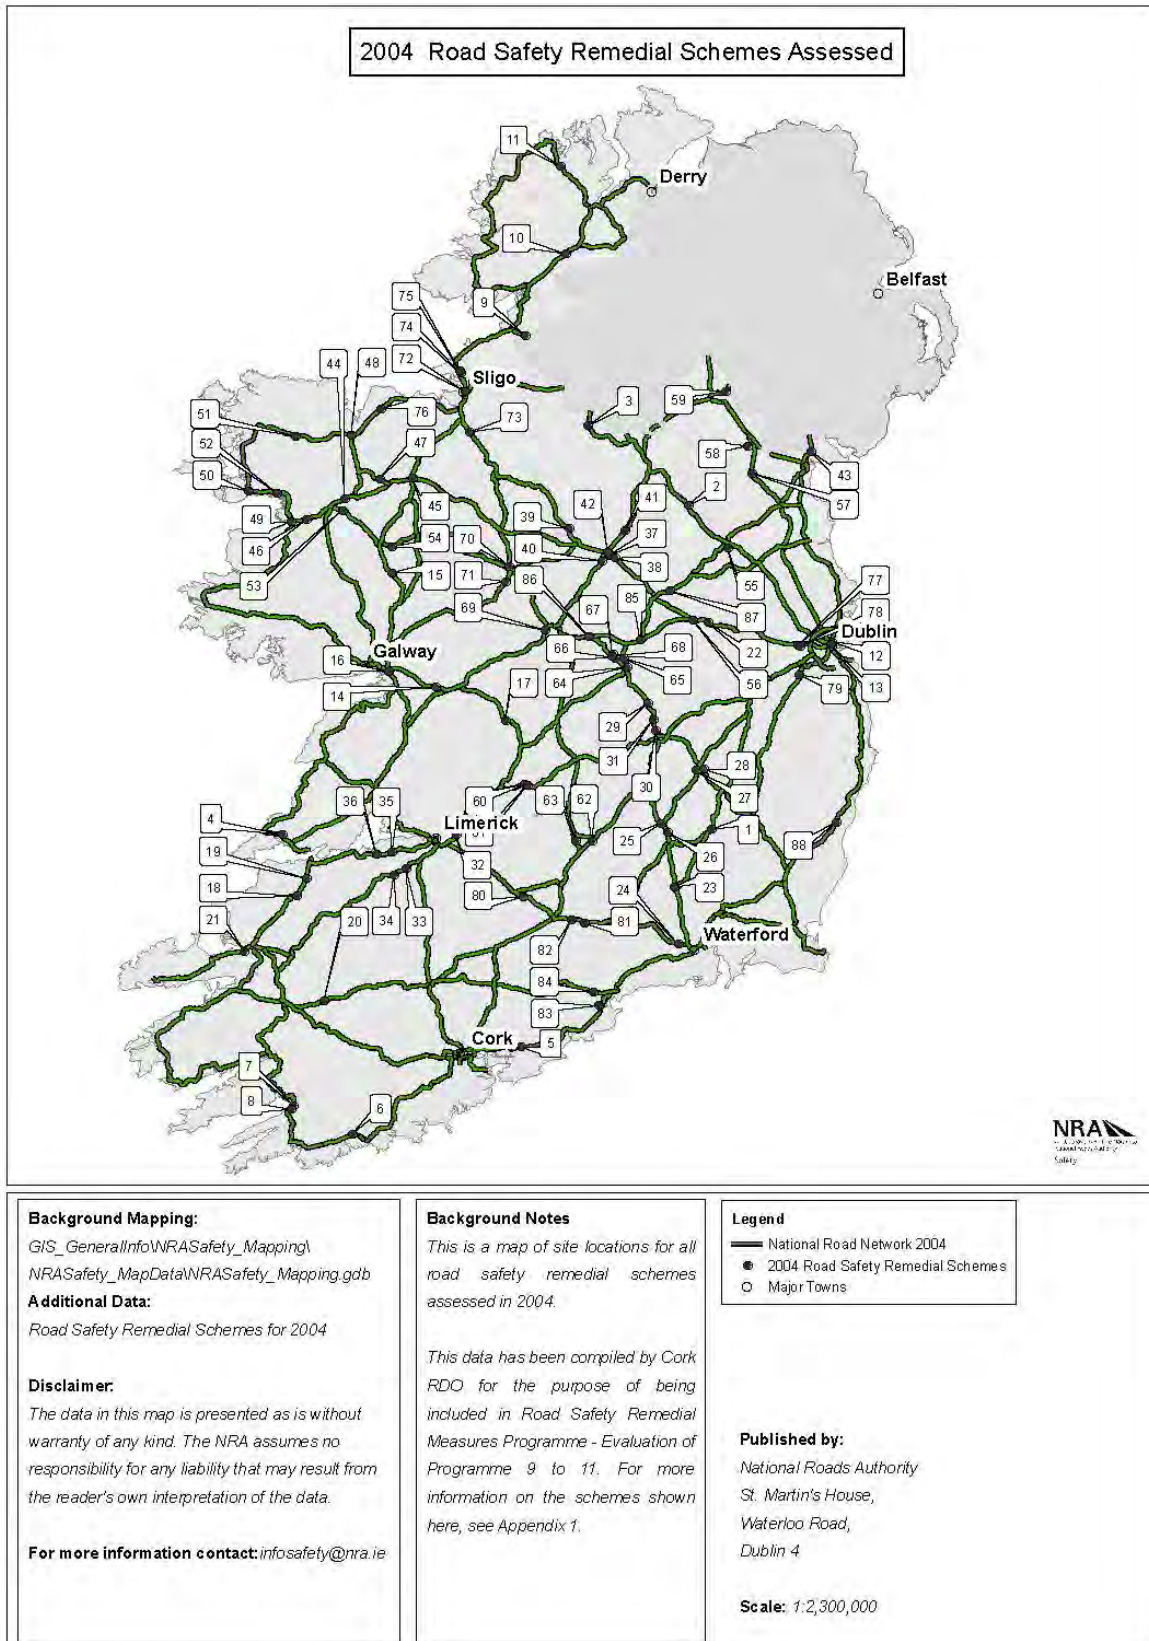 2004 Road Safety Remedial Schemes Assessed
11
Derry
10
Belfast
75
9
74
44
48
72
Sligo
59
3
51
76
73
52
47
58
43
50
42
41
2
57
49
45
39
37
46
54
70
40
38
53
15
71
86
55
77
69
67
85
87
78
Dublin
66
68
22
12
16
Galway
64
65
56
79
13
14
17
29
31
28
30
27
36
35
60
63
62
4
Limerick
25
1
88
19
32
26
18
24
23
80
21
20
34
33
81
Waterford
82
84
83
Cork
5
7
8
6
NRA
National Roads Authority
Safety
Background Mapping:
GIS_GeneralInfo\NRASafety_Mapping\
NRASafety_MapData\NRASafety_Mapping.gdb
Additional Data:
Road Safety Remedial Schemes for 2004
Disclaimer:
The data in this map is presented as is without
warranty of any kind. The NRA assumes no
responsibility for any liability that may result from
the reader's own interpretation of the data.
For more information contact: infosafety@nra.ie
Background Notes
This is a map of site locations for all
road safety remedial schemes
assessed in 2004.
This data has been compiled by Cork
RDO for the purpose of being
included in Road Safety Remedial
Measures Programme - Evaluation of
Programme 9 to 11. For more
information on the schemes shown
here, see Appendix 1.
Legend
National Road Network 2004
2004 Road Safety Remedial Schemes
Major Towns
Published by:
National Roads Authority
St. Martin's House,
Waterloo Road,
Dublin 4
Scale: 1:2,300,000